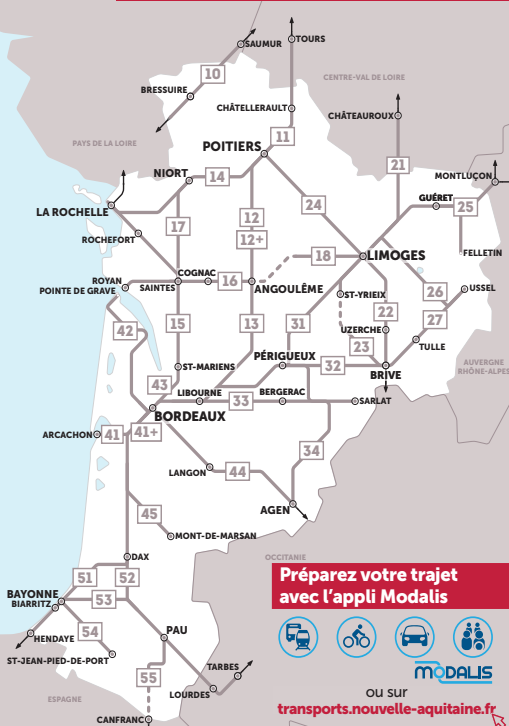 SAUMUR
TOURS
10
CENTRE-VAL DE LOIRE
BRESSUIRE
CHÂTELLERAULT
CHÂTEAUROUX
11
PAYS DE LA LOIRE
POITIERS
21
NIORT
14
MONTLUÇON
GUÉRET
25
LA ROCHELLE
24
17
12
12+
ROCHEFORT
18
LIMOGES
FELLETIN
COGNAC
16
ROYAN
POINTE DE GRAVE
SAINTES
ANGOULÊME
ST-YRIEIX
26
USSEL
42
15
13
31
22
27
UZERCHE
23
TULLE
PÉRIGUEUX
32
ST-MARIENS
BRIVE
AUVERGNE
RHÔNE-ALPES
43
LIBOURNE
33
BERGERAC
SARLAT
BORDEAUX
ARCACHON
41
41+
34
LANGON
44
AGEN
45
MONT-DE-MARSAN
DAX
OCCITANIE
51
52
BAYONNE
BIARRITZ
53
54
HENDAYE
PAU
ST-JEAN-PIED-DE-PORT
55
TARBES
LOURDES
ESPAGNE
CANFRANC
Préparez votre trajet
avec l'appli Modalis
MODALIS
ou sur
transports.nouvelle-aquitaine.fr